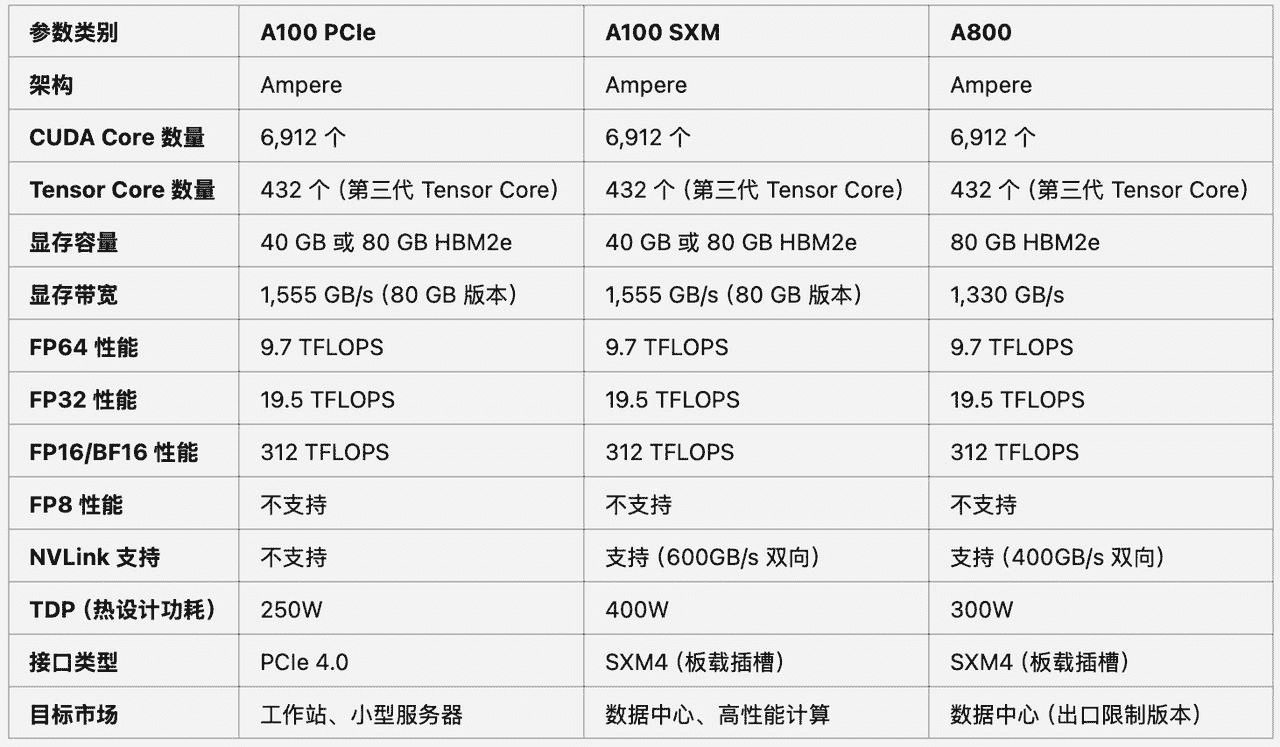 参数类别 A100 PCIe A100 SXM A800
架构 Ampere Ampere Ampere
CUDA Core 数量 6,912 个 6,912 个 6,912 个
Tensor Core 数量 432 个（第三代 Tensor Core） 432 个（第三代 Tensor Core） 432 个（第三代 Tensor Core）
显存容量 40 GB 或 80 GB HBM2e 40 GB 或 80 GB HBM2e 80 GB HBM2e
显存带宽 1,555 GB/s（80 GB 版本） 1,555 GB/s（80 GB 版本） 1,330 GB/s
FP64 性能 9.7 TFLOPS 9.7 TFLOPS 9.7 TFLOPS
FP32 性能 19.5 TFLOPS 19.5 TFLOPS 19.5 TFLOPS
FP16/BF16 性能 312 TFLOPS 312 TFLOPS 312 TFLOPS
FP8 性能 不支持 不支持 不支持
NVLink 支持 不支持 支持（600GB/s 双向） 支持（400GB/s 双向）
TDP（热设计功耗） 250W 400W 300W
接口类型 PCIe 4.0 SXM4（板载插槽） SXM4（板载插槽）
目标市场 工作站、小型服务器 数据中心、高性能计算 数据中心（出口限制版本）